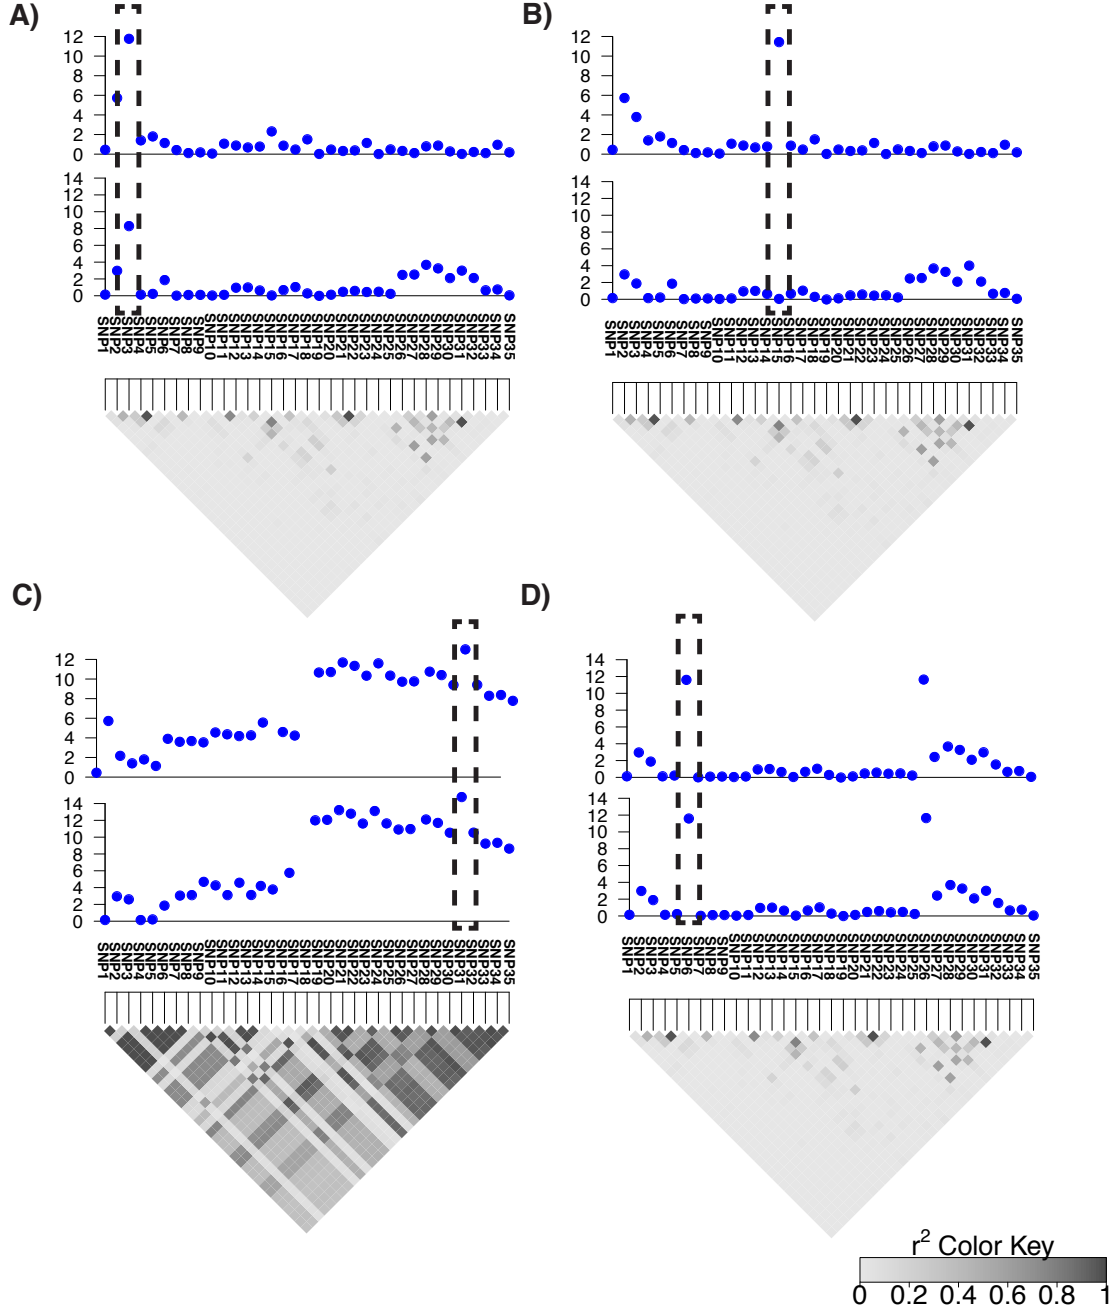 A)
12
10
8
6
4
2
0
14
12
10
8
6
4
2
0
SNP1
SNP2
SNP3
SNP4
SNP5
SNP6
SNP7
SNP8
SNP9
SNP10
SNP11
SNP12
SNP13
SNP14
SNP15
SNP16
SNP17
SNP18
SNP19
SNP20
SNP21
SNP22
SNP23
SNP24
SNP25
SNP26
SNP27
SNP28
SNP29
SNP30
SNP31
SNP32
SNP33
SNP34
SNP35
B)
12
10
8
6
4
2
0
14
12
10
8
6
4
2
0
SNP1
SNP2
SNP3
SNP4
SNP5
SNP6
SNP7
SNP8
SNP9
SNP10
SNP11
SNP12
SNP13
SNP14
SNP15
SNP16
SNP17
SNP18
SNP19
SNP20
SNP21
SNP22
SNP23
SNP24
SNP25
SNP26
SNP27
SNP28
SNP29
SNP30
SNP31
SNP32
SNP33
SNP34
SNP35
C)
12
10
8
6
4
2
0
14
12
10
8
6
4
2
0
SNP1
SNP2
SNP3
SNP4
SNP5
SNP6
SNP7
SNP8
SNP9
SNP10
SNP11
SNP12
SNP13
SNP14
SNP15
SNP16
SNP17
SNP18
SNP19
SNP20
SNP21
SNP22
SNP23
SNP24
SNP25
SNP26
SNP27
SNP28
SNP29
SNP30
SNP31
SNP32
SNP33
SNP34
SNP35
D)
14
12
10
8
6
4
2
0
14
12
10
8
6
4
2
0
SNP1
SNP2
SNP3
SNP4
SNP5
SNP6
SNP7
SNP8
SNP9
SNP10
SNP11
SNP12
SNP13
SNP14
SNP15
SNP16
SNP17
SNP18
SNP19
SNP20
SNP21
SNP22
SNP23
SNP24
SNP25
SNP26
SNP27
SNP28
SNP29
SNP30
SNP31
SNP32
SNP33
SNP34
SNP35
r² Color Key
0 0.2 0.4 0.6 0.8 1